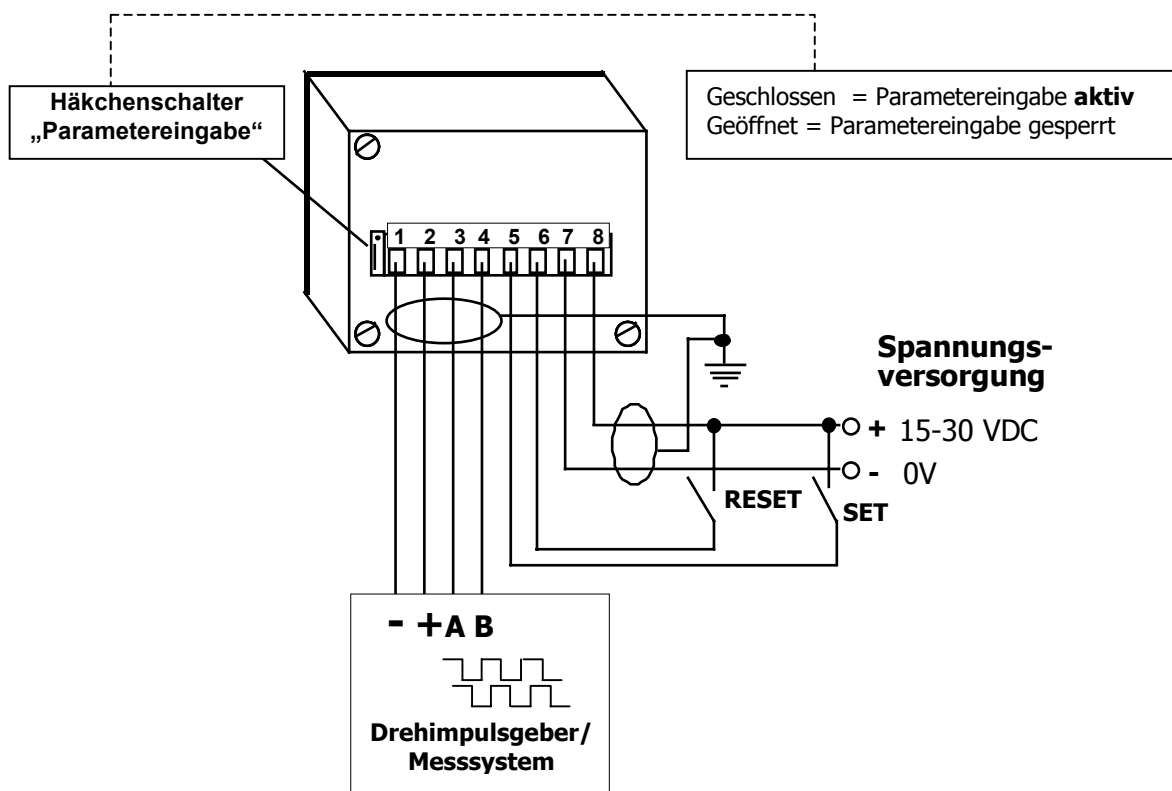 Häkchenschalter
„Parametereingabe“
Geschlossen = Parametereingabe aktiv
Geöffnet = Parametereingabe gesperrt
1 2 3 4 5 6 7 8
Spannungs-
versorgung
+ 15-30 VDC
- 0V
RESET
SET
- + A B
Drehimpulsgeber/
Messsystem